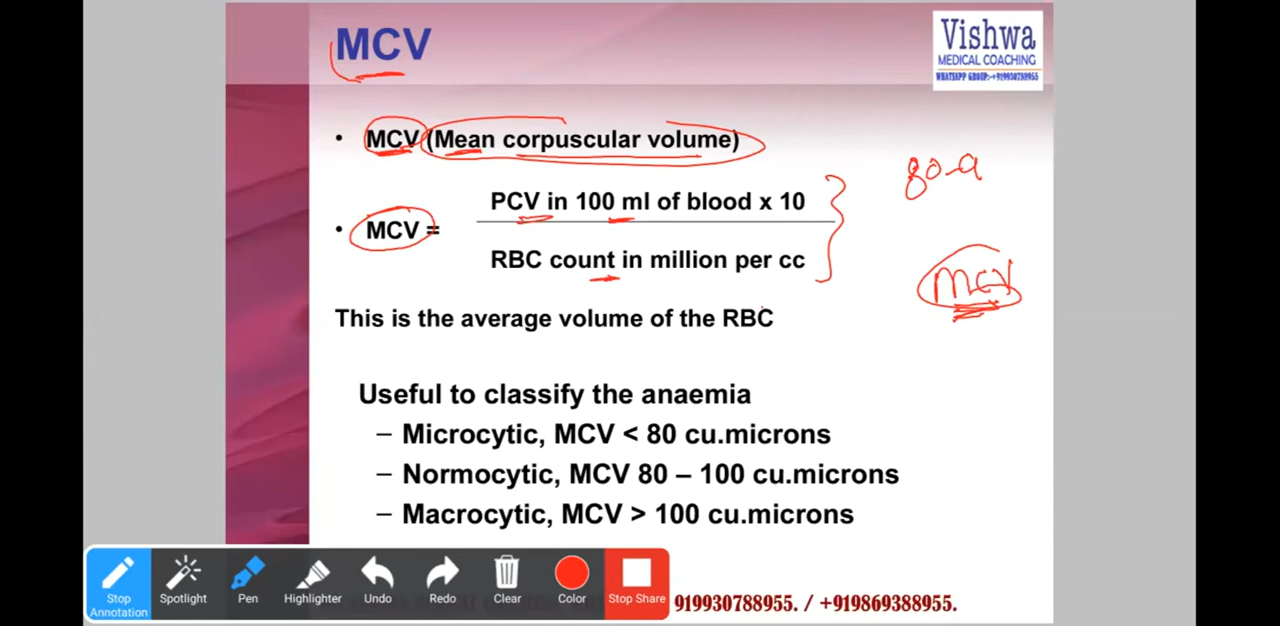 MCV
Vishwa
MEDICAL COACHING
WHATSAPP GROUP:-+919930788955
• MCV (Mean corpuscular volume)
80-9
PCV in 100 ml of blood x 10
• MCV =
RBC count in million per cc
MCV
This is the average volume of the RBC
Useful to classify the anaemia
– Microcytic, MCV < 80 cu.microns
– Normocytic, MCV 80 – 100 cu.microns
– Macrocytic, MCV > 100 cu.microns
Stop Annotation
Spotlight
Pen
Highlighter
Undo
Redo
Clear
Color
Stop Share
919930788955. / +919869388955.